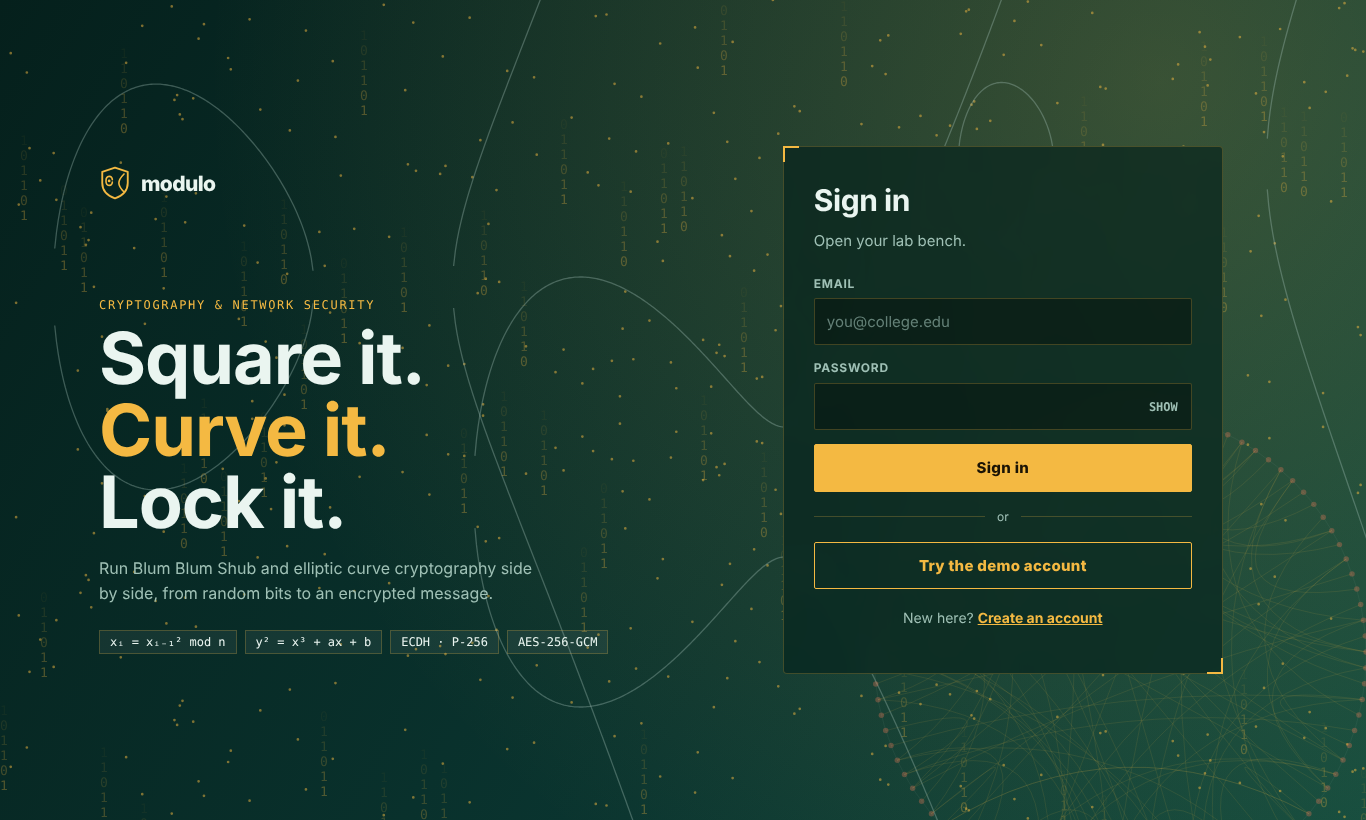 modulo
CRYPTOGRAPHY & NETWORK SECURITY
Square it.
Curve it.
Lock it.
Run Blum Blum Shub and elliptic curve cryptography side
by side, from random bits to an encrypted message.
xᵢ = xᵢ₋₁² mod n
y² = x³ + ax + b
ECDH · P-256
AES-256-GCM
Sign in
Open your lab bench.
EMAIL
you@college.edu
PASSWORD
SHOW
Sign in
or
Try the demo account
New here? Create an account